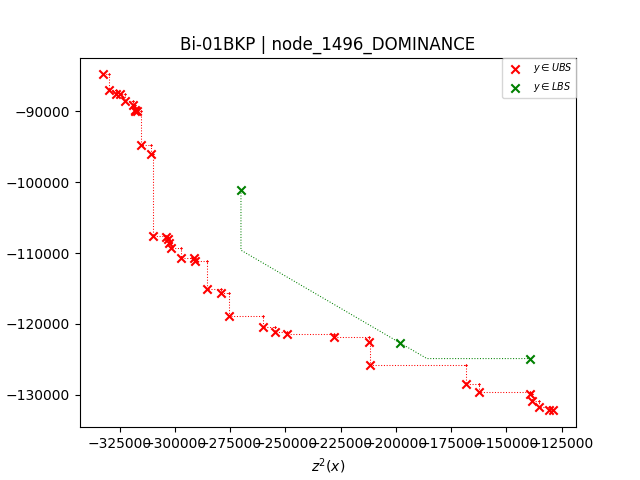 Bi-01BKP | node_1496_DOMINANCE
y ∈ UBS
y ∈ LBS
−90000
−100000
−110000
−120000
−130000
−325000 −300000 −275000 −250000 −225000 −200000 −175000 −150000 −125000
z²(x)